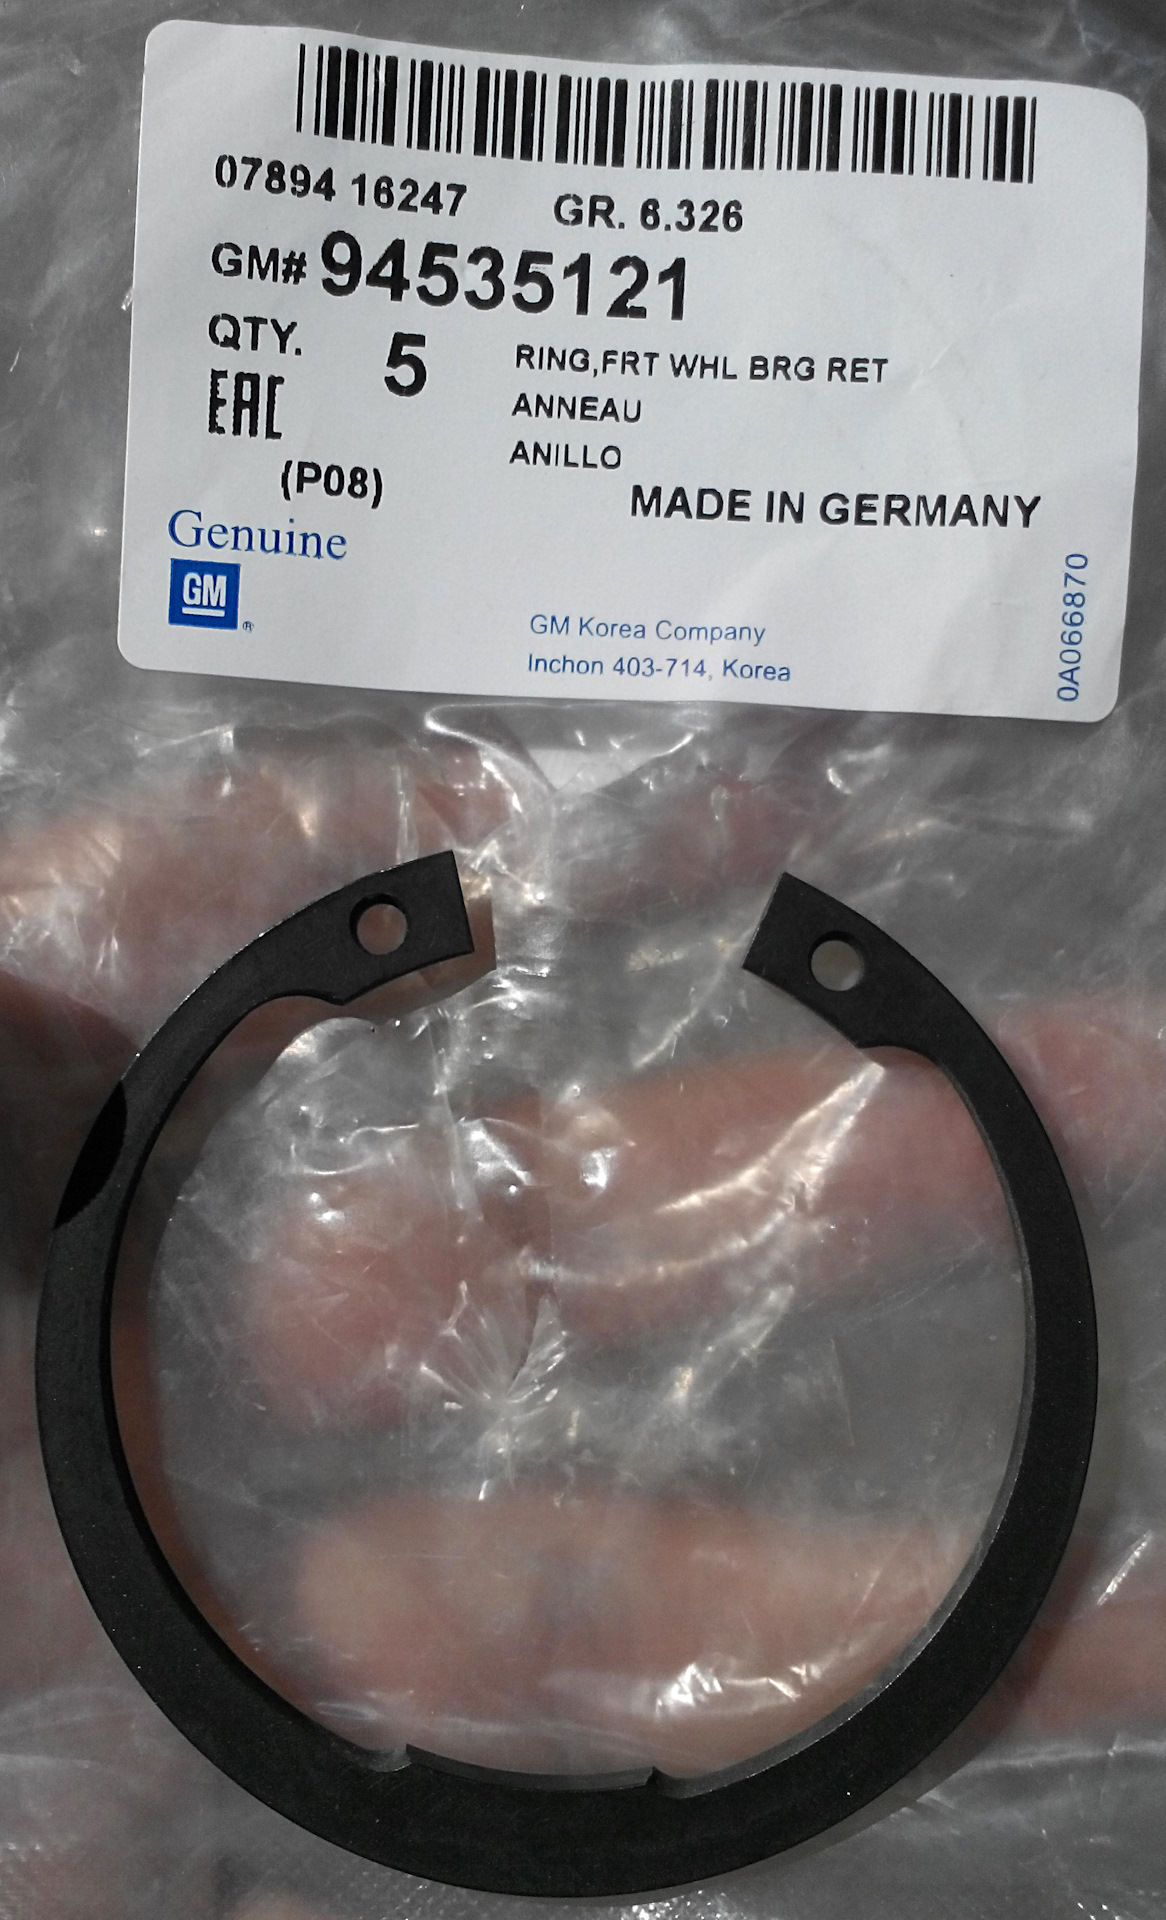 07894 16247 GR. 6.326
GM# 94535121
QTY. 5 RING,FRT WHL BRG RET
EAC ANNEAU
ANILLO
(P08) MADE IN GERMANY
Genuine
GM ®
GM Korea Company
Inchon 403-714, Korea
0A066870